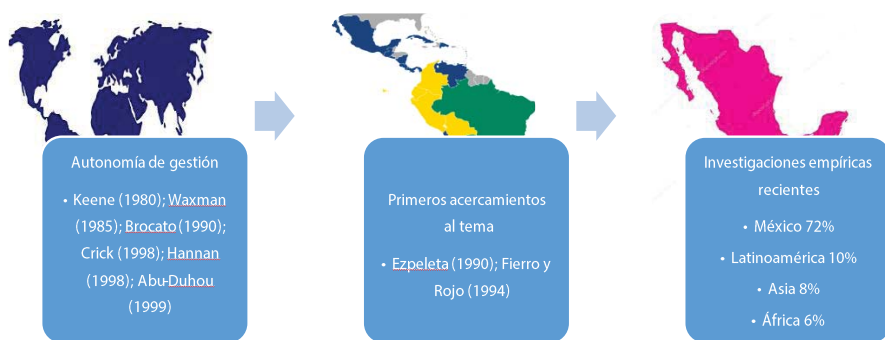 Autonomía de gestión
• Keene (1980); Waxman
(1985); Brocato (1990);
Crick (1998); Hannan
(1998); Abu-Duhou
(1999)
Primeros acercamientos
al tema
• Ezpeleta (1990); Fierro y
Rojo (1994)
Investigaciones empíricas
recientes
• México 72%
• Latinoamérica 10%
• Asia 8%
• África 6%